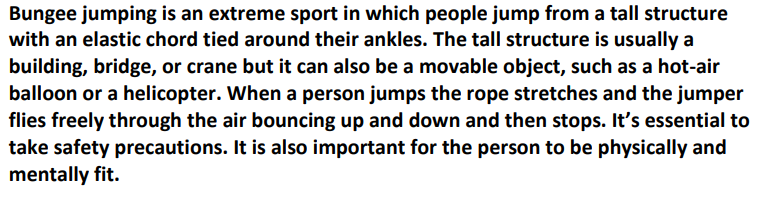 Bungee jumping is an extreme sport in which people jump from a tall structure
with an elastic chord tied around their ankles. The tall structure is usually a
building, bridge, or crane but it can also be a movable object, such as a hot-air
balloon or a helicopter. When a person jumps the rope stretches and the jumper
flies freely through the air bouncing up and down and then stops. It’s essential to
take safety precautions. It is also important for the person to be physically and
mentally fit.